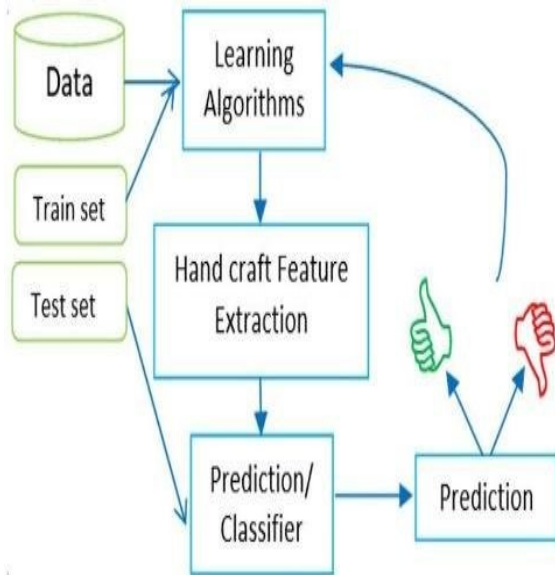 Data
Learning
Algorithms
Train set
Test set
Hand craft Feature
Extraction
Prediction/
Classifier
Prediction